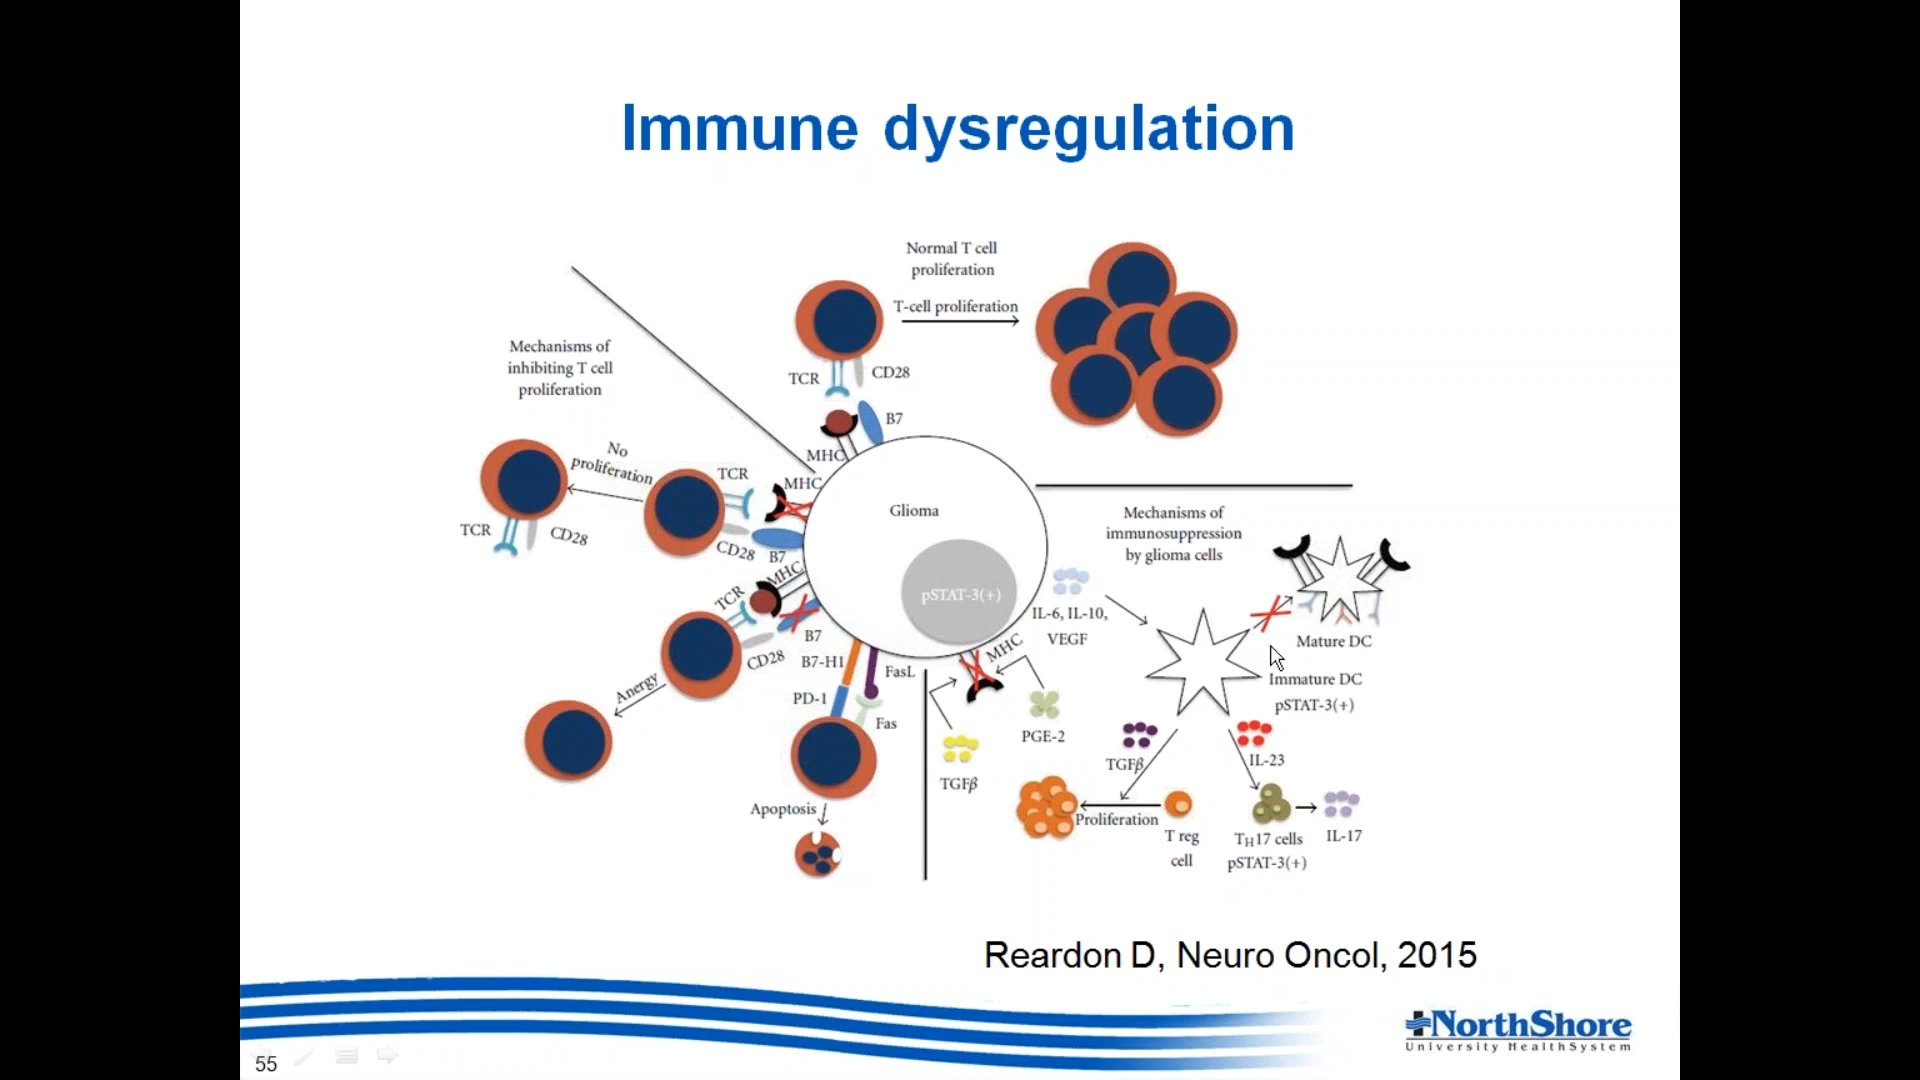 Immune dysregulation
Normal T cell
proliferation
T-cell proliferation
TCR
CD28
B7
MHC
Mechanisms of
inhibiting T cell
proliferation
No
proliferation
TCR
CD28
TCR
MHC
CD28
B7
Glioma
pSTAT-3(+)
MHC
TCR
B7
CD28
Anergy
B7-H1
FasL
PD-1
Fas
Apoptosis
Mechanisms of
immunosuppression
by glioma cells
IL-6, IL-10,
VEGF
MHC
Mature DC
Immature DC
pSTAT-3(+)
PGE-2
TGFβ
TGFβ
IL-23
Proliferation
T reg
cell
TH17 cells
pSTAT-3(+)
IL-17
Reardon D, Neuro Oncol, 2015
NorthShore
University HealthSystem
55